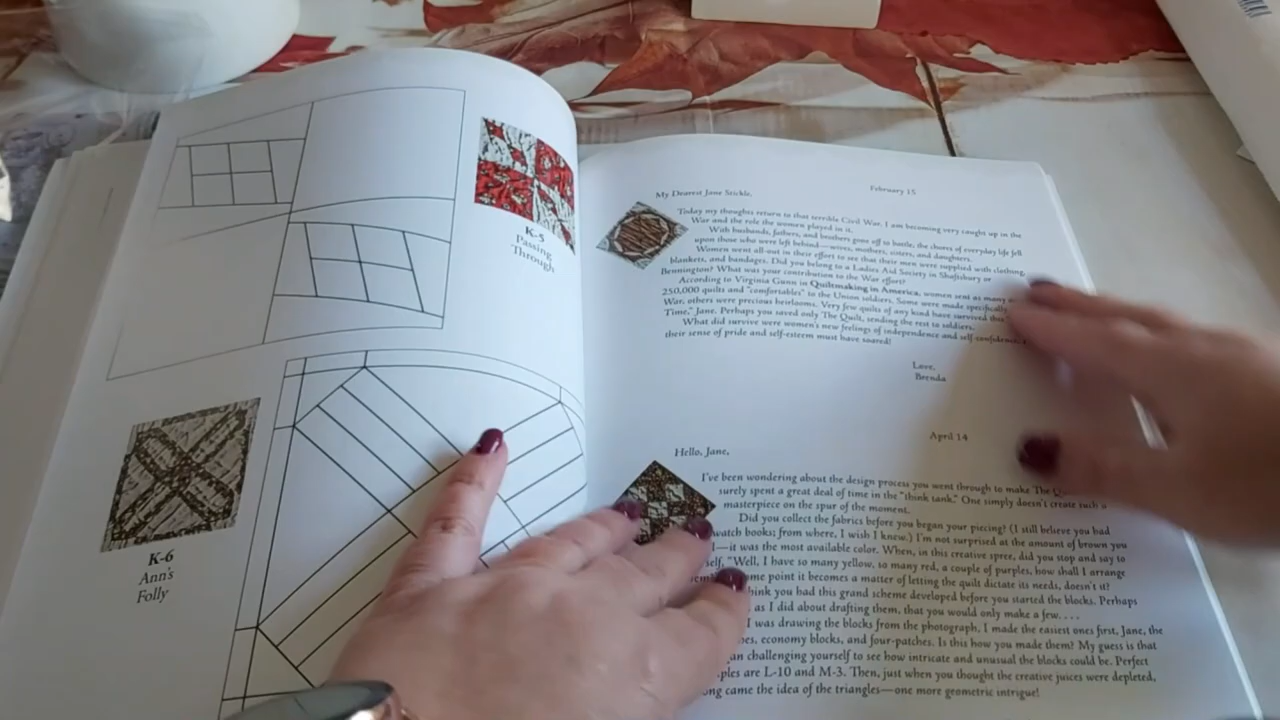 K-5
Passing
Through
K-6
Ann's
Folly
My Dearest Jane Stickle,
February 15
Today my thoughts return to that terrible Civil War. I am becoming very caught up in the
War and the role the women played in it.
With husbands, fathers, and brothers gone off to battle, the chores of everyday life fell
upon those who were left behind—wives, mothers, sisters, and daughters.
Women went all-out in their effort to see that their men were supplied with clothing,
blankets, and bandages. Did you belong to a Ladies Aid Society in Shaftsbury or
Bennington? What was your contribution to the War effort?
According to Virginia Gunn in Quiltmaking in America, women sent as many
250,000 quilts and "comfortables" to the Union soldiers. Some were made specifically
War, others were precious heirlooms. Very few quilts of any kind have survived this
Time," Jane. Perhaps you saved only The Quilt, sending the rest to soldiers.
What did survive were women's new feelings of independence and self-confidence,
their sense of pride and self-esteem must have soared!
Love,
Brenda
April 14
Hello, Jane,
I've been wondering about the design process you went through to make The
surely spent a great deal of time in the "think tank." One simply doesn't create such a
masterpiece on the spur of the moment.
Did you collect the fabrics before you began your piecing? (I still believe you had
watch books; from where, I wish I knew.) I'm not surprised at the amount of brown you
—it was the most available color. When, in this creative spree, did you stop and say to
self, "Well, I have so many yellow, so many red, a couple of purples, how shall I arrange
me point it becomes a matter of letting the quilt dictate its needs, doesn't it?
hink you had this grand scheme developed before you started the blocks. Perhaps
as I did about drafting them, that you would only make a few. . . .
I was drawing the blocks from the photograph, I made the easiest ones first, Jane, the
es, economy blocks, and four-patches. Is this how you made them? My guess is that
an challenging yourself to see how intricate and unusual the blocks could be. Perfect
ples are L-10 and M-3. Then, just when you thought the creative juices were depleted,
ong came the idea of the triangles—one more geometric intrigue!